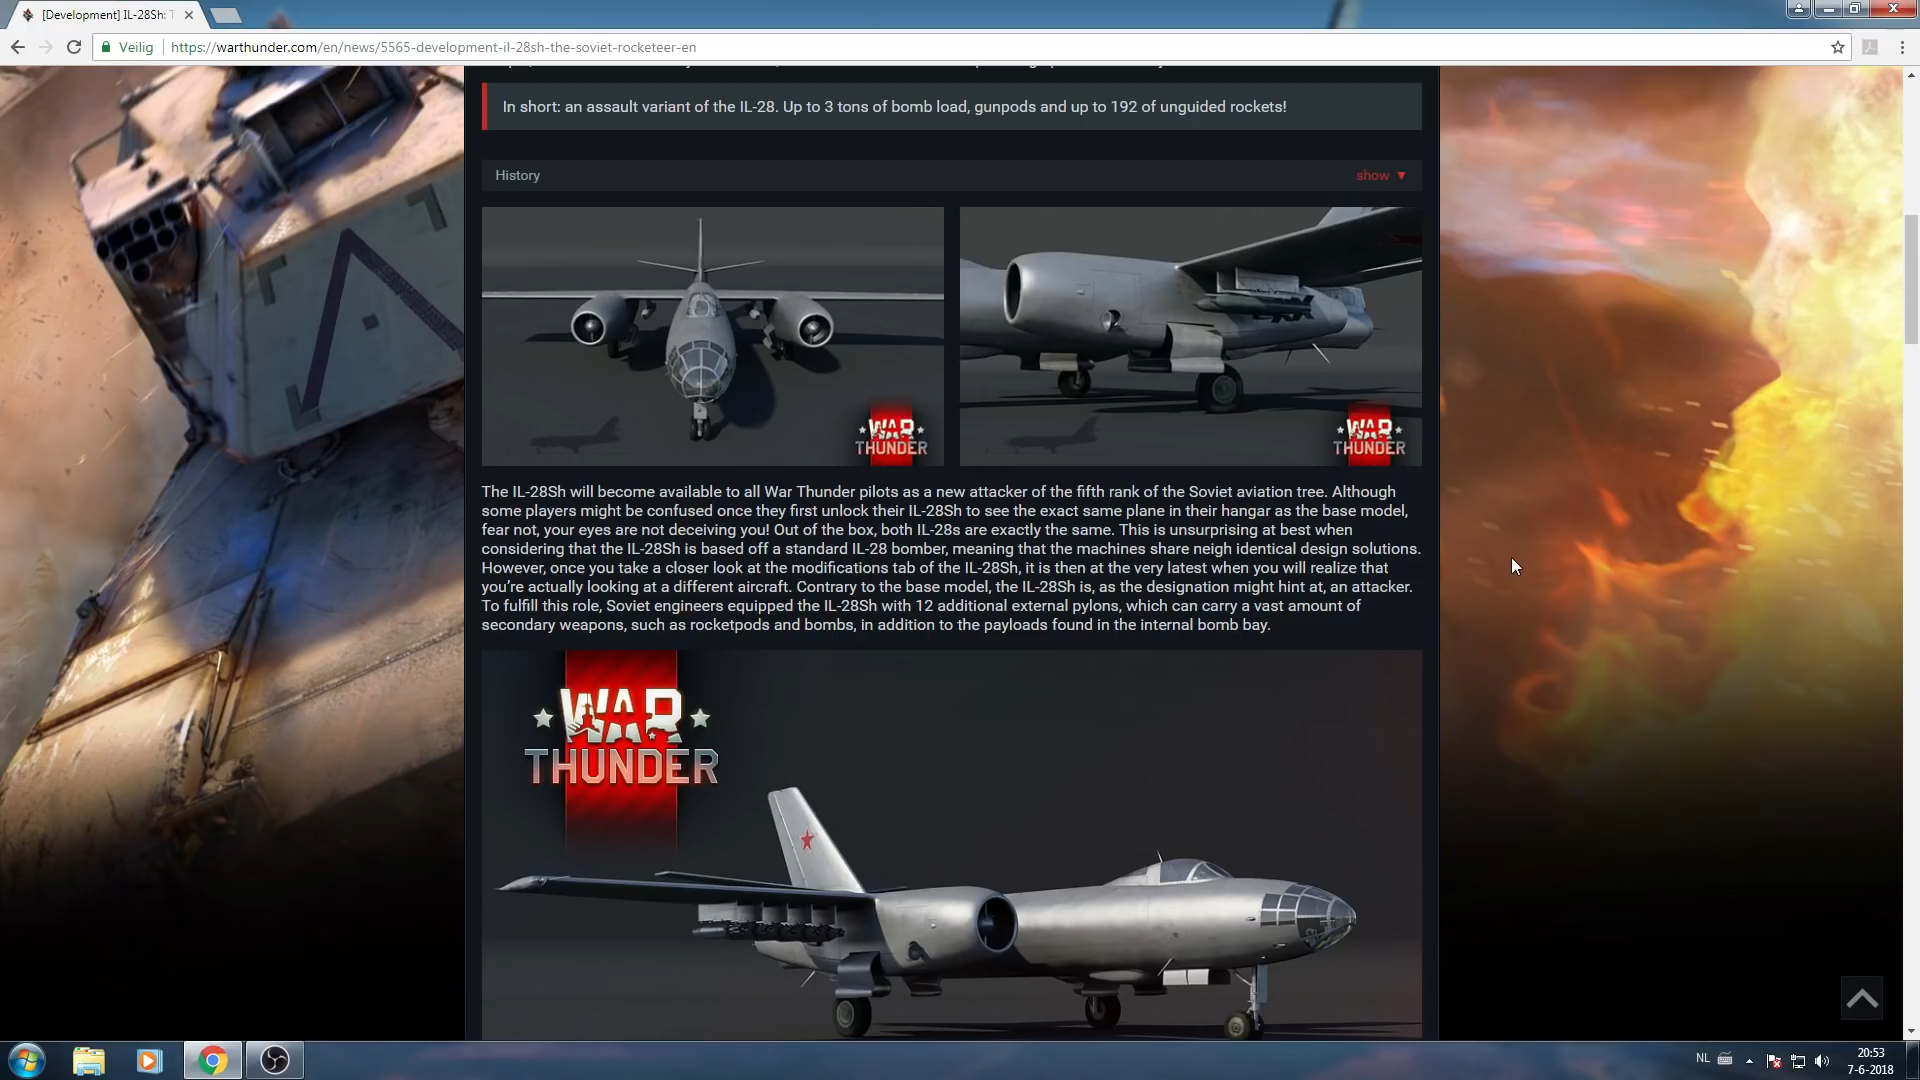 [Development] IL-28Sh: T
Veilig
https://warthunder.com/en/news/5565-development-il-28sh-the-soviet-rocketeer-en
In short: an assault variant of the IL-28. Up to 3 tons of bomb load, gunpods and up to 192 of unguided rockets!
History
show ▼
WAR
THUNDER
WAR
THUNDER
The IL-28Sh will become available to all War Thunder pilots as a new attacker of the fifth rank of the Soviet aviation tree. Although
some players might be confused once they first unlock their IL-28Sh to see the exact same plane in their hangar as the base model,
fear not, your eyes are not deceiving you! Out of the box, both IL-28s are exactly the same. This is unsurprising at best when
considering that the IL-28Sh is based off a standard IL-28 bomber, meaning that the machines share neigh identical design solutions.
However, once you take a closer look at the modifications tab of the IL-28Sh, it is then at the very latest when you will realize that
you’re actually looking at a different aircraft. Contrary to the base model, the IL-28Sh is, as the designation might hint at, an attacker.
To fulfill this role, Soviet engineers equipped the IL-28Sh with 12 additional external pylons, which can carry a vast amount of
secondary weapons, such as rocketpods and bombs, in addition to the payloads found in the internal bomb bay.
WAR
THUNDER
NL
20:53
7-6-2018